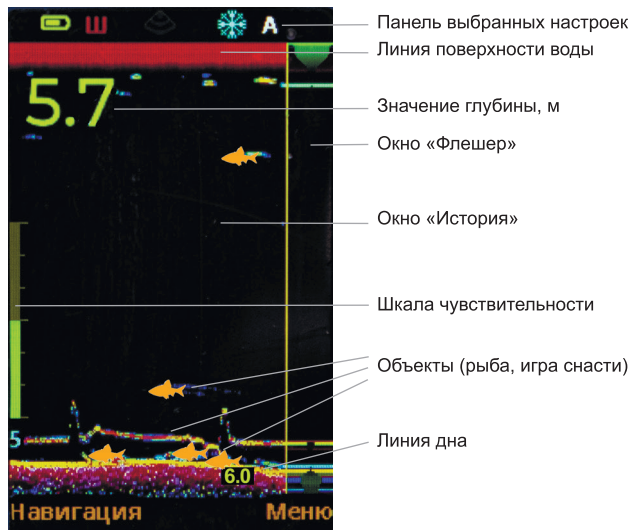 Ш A
Панель выбранных настроек
Линия поверхности воды
5.7
Значение глубины, м
Окно «Флешер»
Окно «История»
Шкала чувствительности
Объекты (рыба, игра снасти)
5
Линия дна
6.0
Навигация Меню